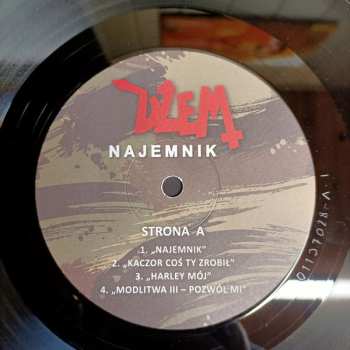 DŻEM
NAJEMNIK
STRONA A
1. „NAJEMNIK”
2. „KACZOR COŚ TY ZROBIŁ”
3. „HARLEY MÓJ”
4. „MODLITWA III – POZWÓL MI”